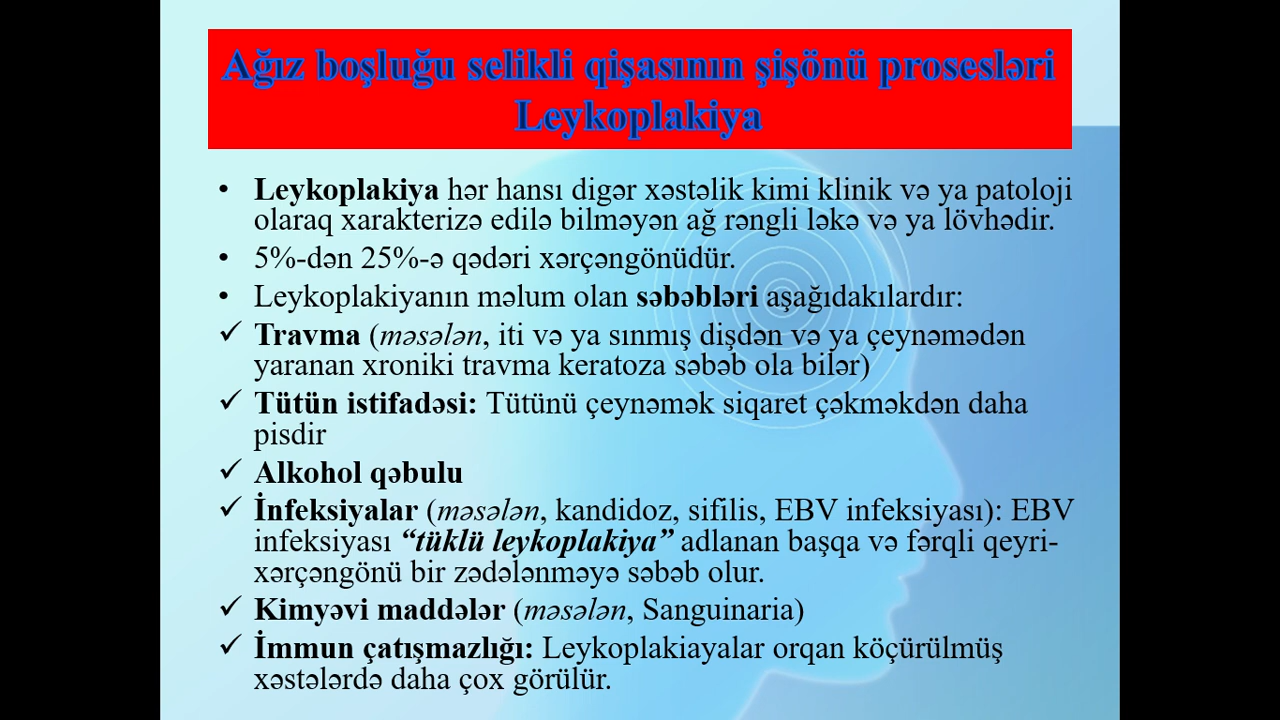 Ağız boşluğu selikli qişasının şişönü prosesləri
Leykoplakiya
• Leykoplakiya hər hansı digər xəstəlik kimi klinik və ya patoloji
olaraq xarakterizə edilə bilməyən ağ rəngli ləkə və ya lövhədir.
• 5%-dən 25%-ə qədəri xərçəngönüdür.
• Leykoplakiyanın məlum olan səbəbləri aşağıdakılardır:
✓ Travma (məsələn, iti və ya sınmış dişdən və ya çeynəmədən
yaranan xroniki travma keratoza səbəb ola bilər)
✓ Tütün istifadəsi: Tütünü çeynəmək siqaret çəkməkdən daha
pisdir
✓ Alkohol qəbulu
✓ İnfeksiyalar (məsələn, kandidoz, sifilis, EBV infeksiyası): EBV
infeksiyası “tüklü leykoplakiya” adlanan başqa və fərqli qeyri-
xərçəngönü bir zədələnməyə səbəb olur.
✓ Kimyəvi maddələr (məsələn, Sanguinaria)
✓ İmmun çatışmazlığı: Leykoplakiayalar orqan köçürülmüş
xəstələrdə daha çox görülür.